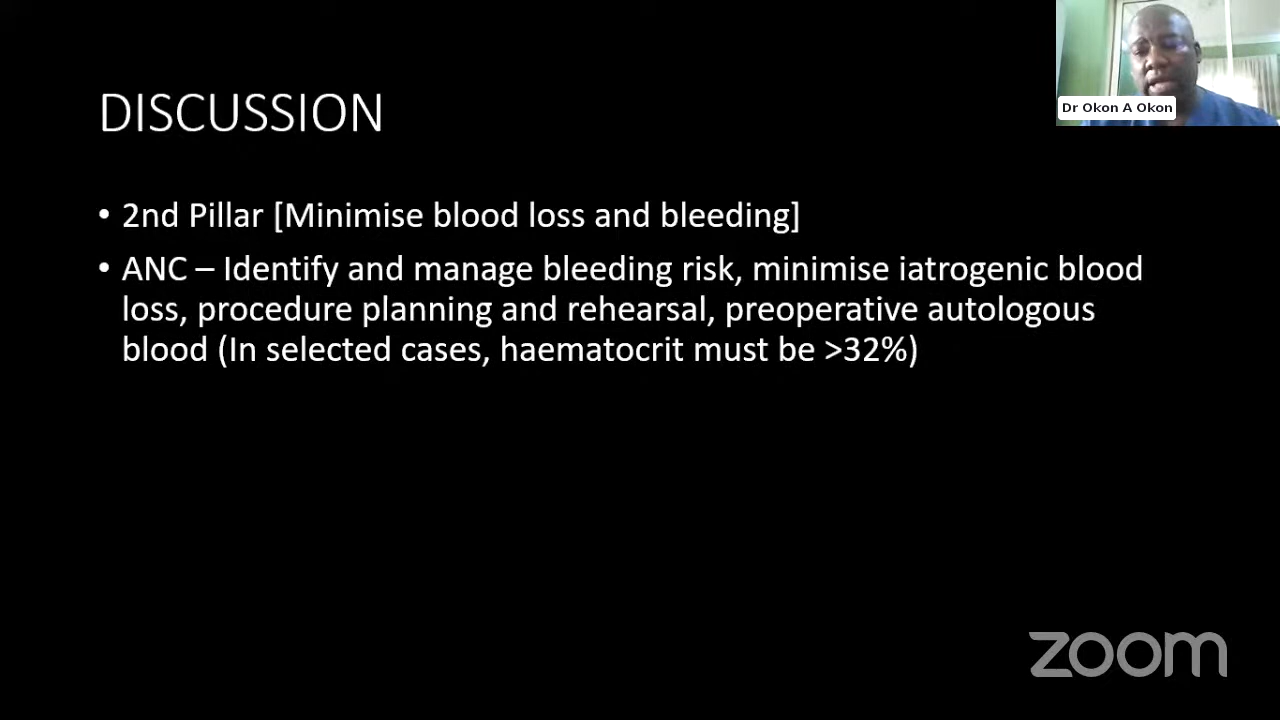 Dr Okon A Okon
DISCUSSION
• 2nd Pillar [Minimise blood loss and bleeding]
• ANC – Identify and manage bleeding risk, minimise iatrogenic blood
loss, procedure planning and rehearsal, preoperative autologous
blood (In selected cases, haematocrit must be >32%)
zoom